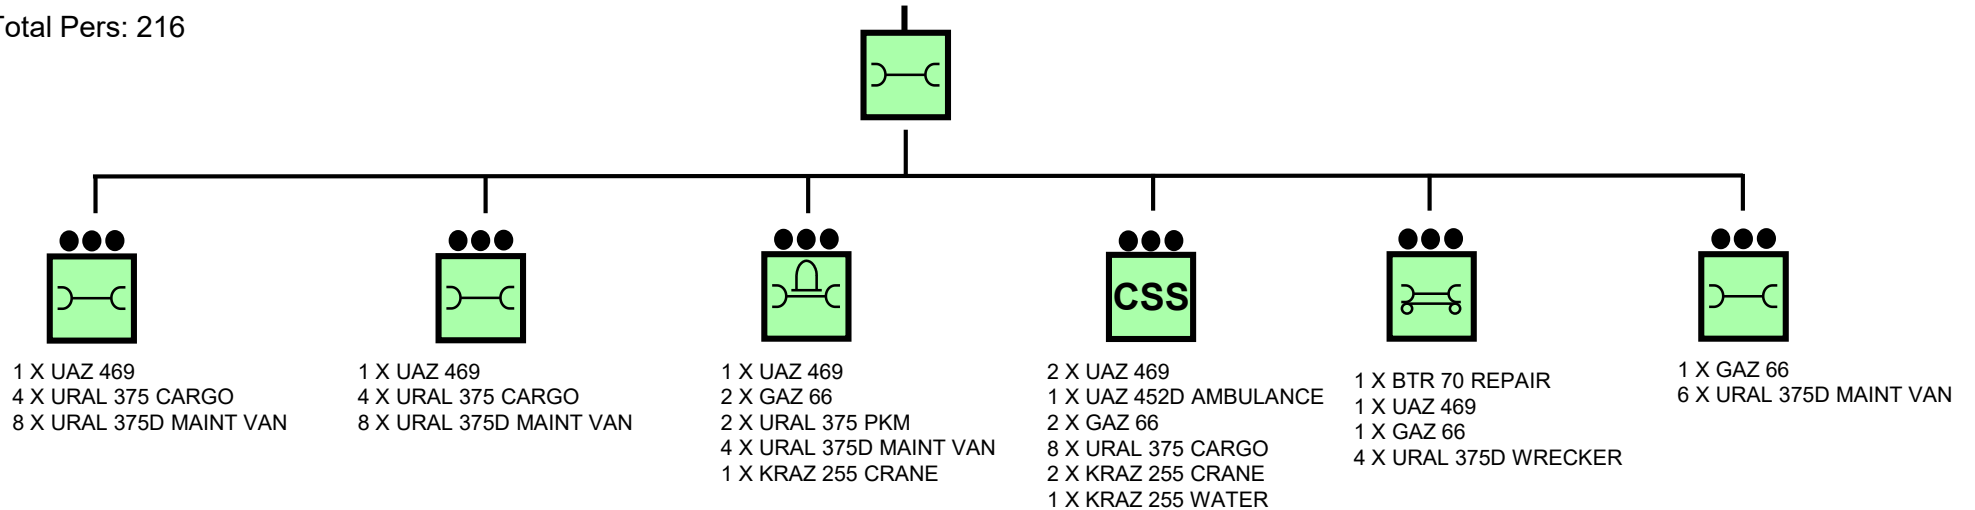 Total Pers: 216
1 X UAZ 469
4 X URAL 375 CARGO
8 X URAL 375D MAINT VAN
1 X UAZ 469
4 X URAL 375 CARGO
8 X URAL 375D MAINT VAN
1 X UAZ 469
2 X GAZ 66
2 X URAL 375 PKM
4 X URAL 375D MAINT VAN
1 X KRAZ 255 CRANE
CSS
2 X UAZ 469
1 X UAZ 452D AMBULANCE
2 X GAZ 66
8 X URAL 375 CARGO
2 X KRAZ 255 CRANE
1 X KRAZ 255 WATER
1 X BTR 70 REPAIR
1 X UAZ 469
1 X GAZ 66
4 X URAL 375D WRECKER
1 X GAZ 66
6 X URAL 375D MAINT VAN